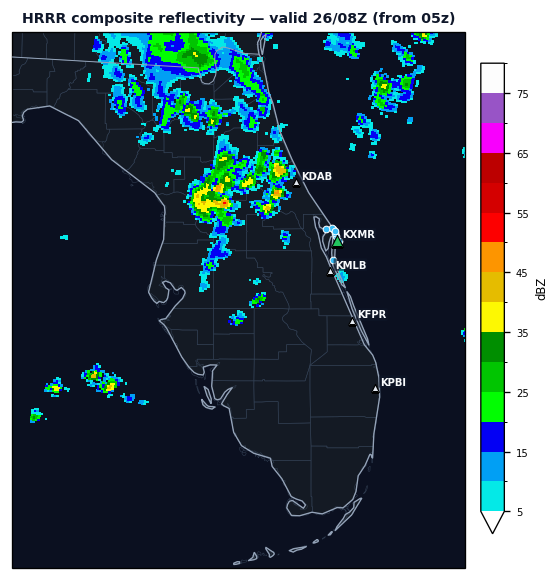 HRRR composite reflectivity — valid 26/08Z (from 05z)
KDAB
KXMR
KMLB
KFPR
KPBI
75
65
55
45
35
25
15
5
dBZ